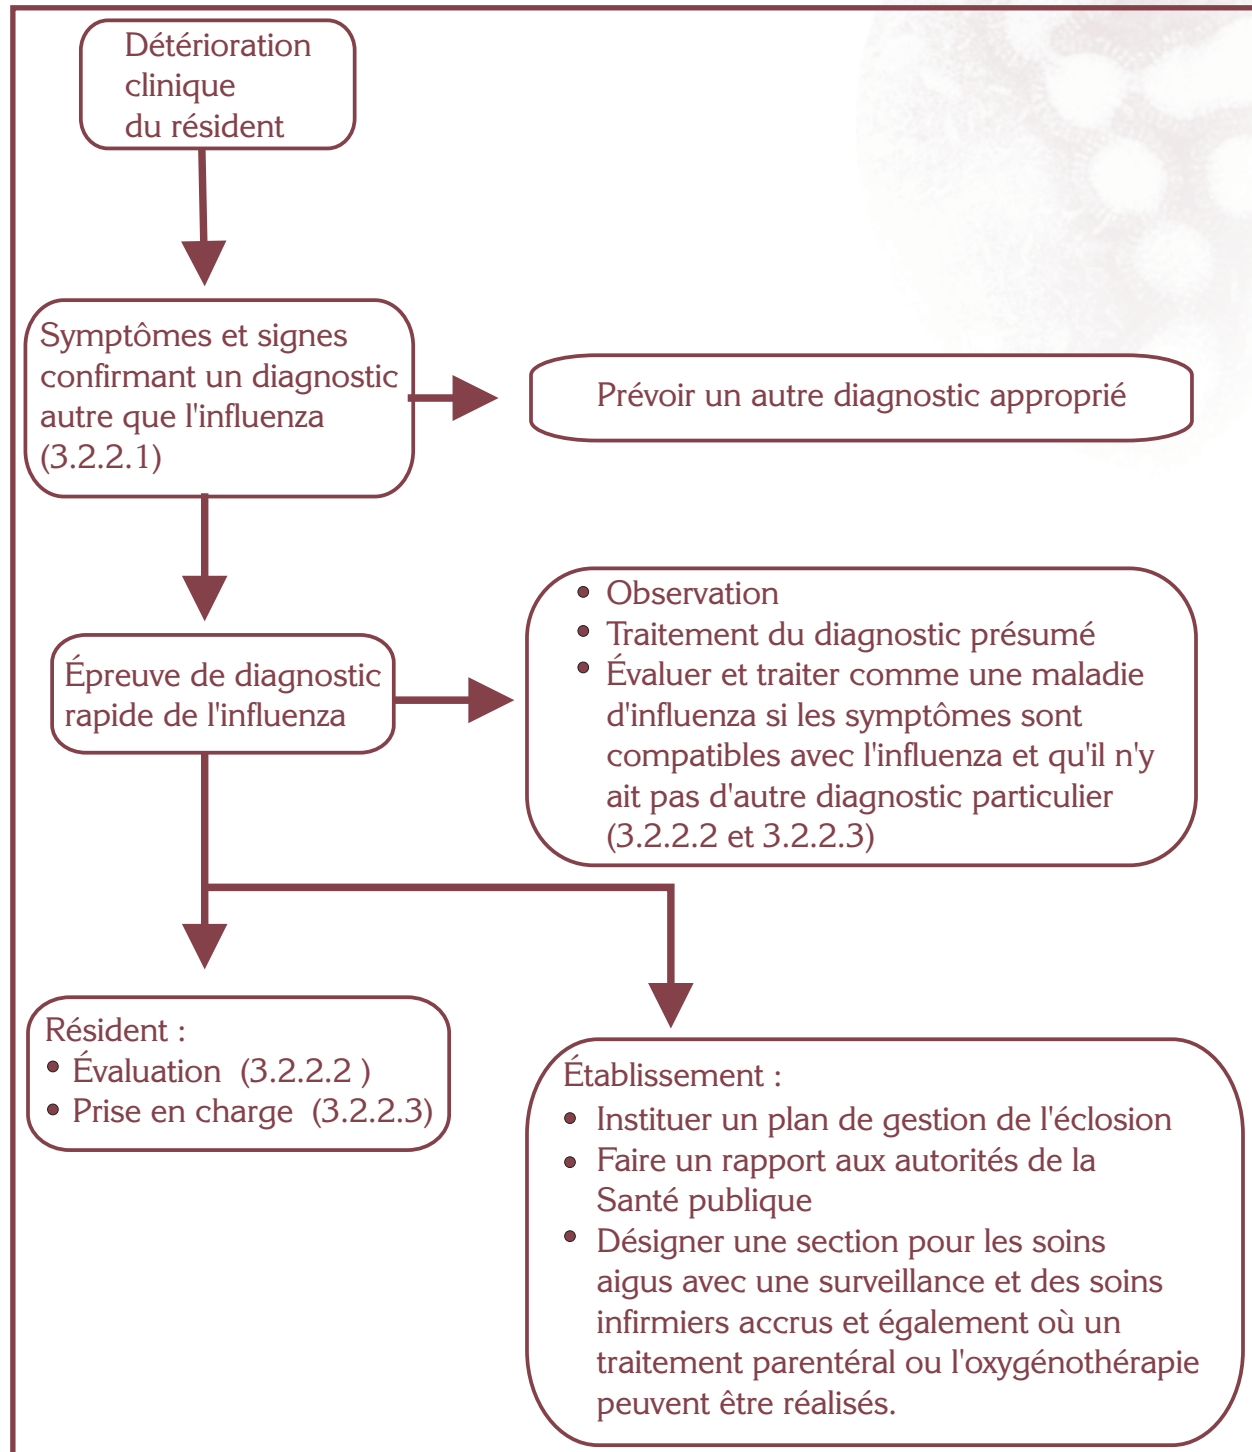 Détérioration
clinique
du résident
Symptômes et signes
confirmant un diagnostic
autre que l'influenza
(3.2.2.1)
Prévoir un autre diagnostic approprié
Épreuve de diagnostic
rapide de l'influenza
• Observation
• Traitement du diagnostic présumé
• Évaluer et traiter comme une maladie
d'influenza si les symptômes sont
compatibles avec l'influenza et qu'il n'y
ait pas d'autre diagnostic particulier
(3.2.2.2 et 3.2.2.3)
Résident :
• Évaluation (3.2.2.2 )
• Prise en charge (3.2.2.3)
Établissement :
• Instituer un plan de gestion de l'éclosion
• Faire un rapport aux autorités de la
Santé publique
• Désigner une section pour les soins
aigus avec une surveillance et des soins
infirmiers accrus et également où un
traitement parentéral ou l'oxygénothérapie
peuvent être réalisés.